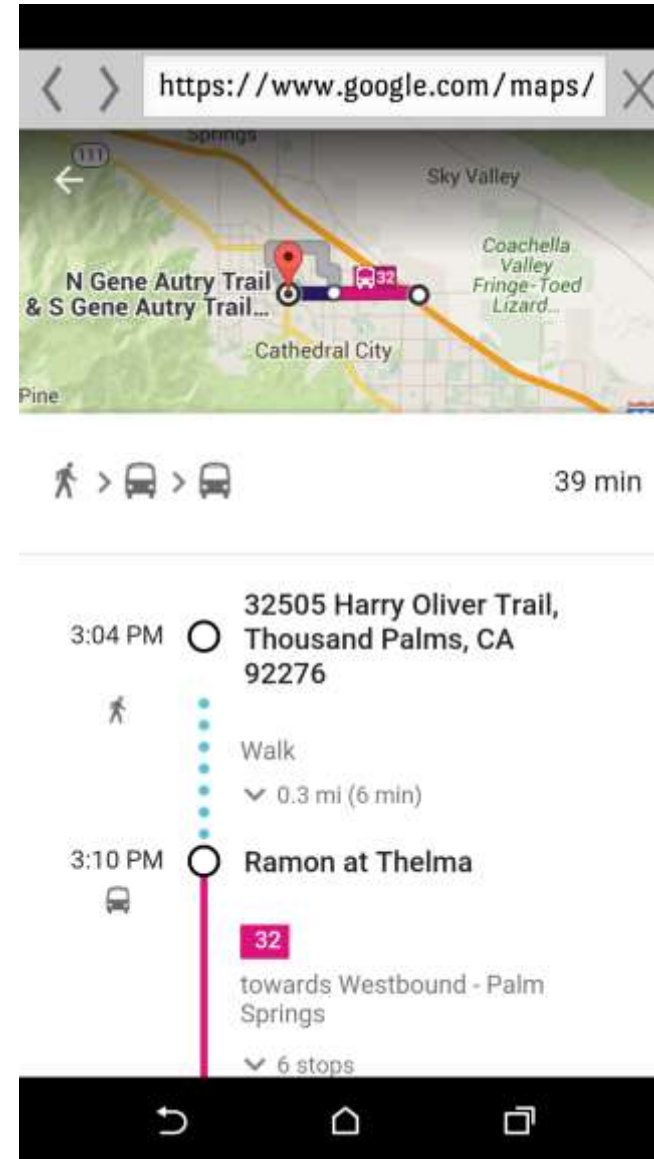 https://www.google.com/maps/
111
Springs
Sky Valley
Coachella
Valley
Fringe-Toed
Lizard...
32
N Gene Autry Trail
& S Gene Autry Trail...
Cathedral City
Pine
39 min
32505 Harry Oliver Trail,
3:04 PM Thousand Palms, CA
92276
Walk
0.3 mi (6 min)
3:10 PM Ramon at Thelma
32
towards Westbound - Palm
Springs
6 stops